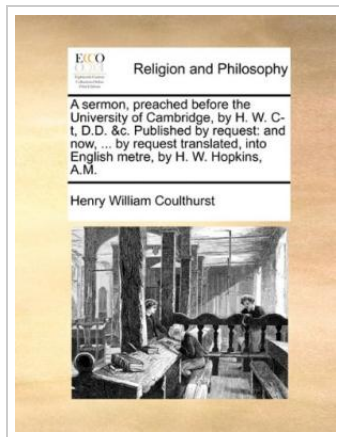 ECCO
Religion and Philosophy
A sermon, preached before the
University of Cambridge, by H. W. C-
t, D.D. &c. Published by request: and
now, ... by request translated, into
English metre, by H. W. Hopkins,
A.M.
Henry William Coulthurst